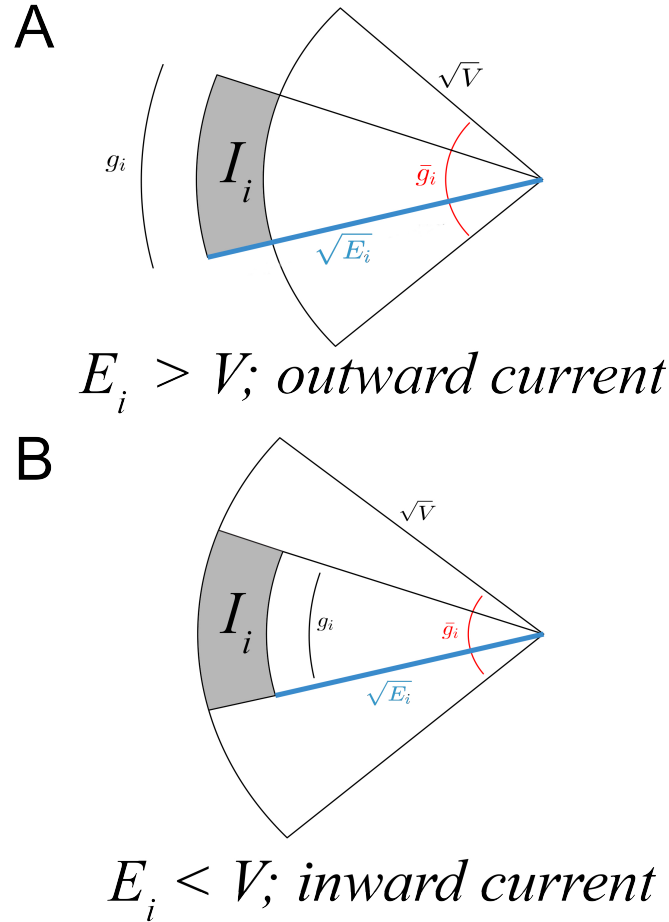 A
√V
g_i
I_i
ḡ_i
√E_i
E_i > V; outward current
B
√V
I_i
g_i
ḡ_i
√E_i
E_i < V; inward current